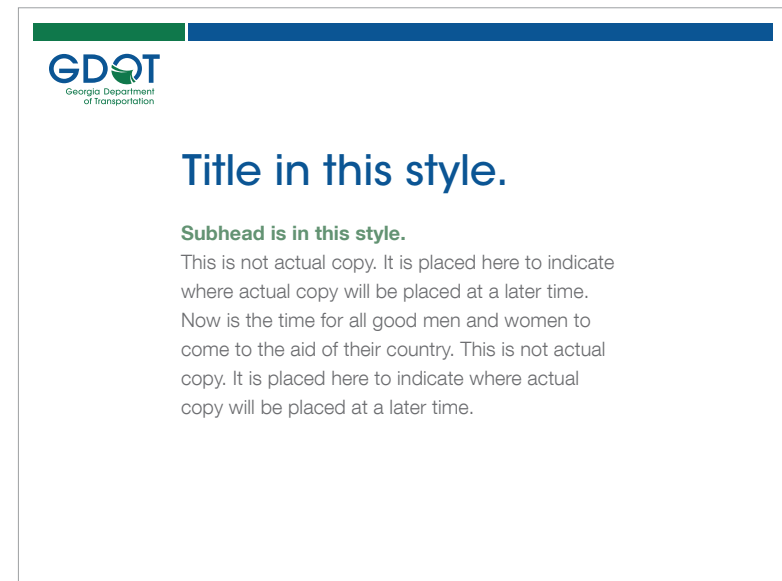 GDOT
Georgia Department
of Transportation
Title in this style.
Subhead is in this style.
This is not actual copy. It is placed here to indicate
where actual copy will be placed at a later time.
Now is the time for all good men and women to
come to the aid of their country. This is not actual
copy. It is placed here to indicate where actual
copy will be placed at a later time.